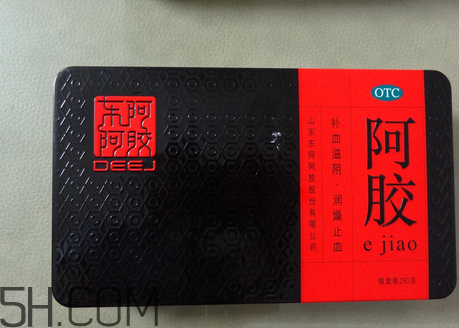 东阿
阿胶
DEEJ
OTC
阿胶
e jiao
补血滋阴·润燥止血
山东东阿阿胶股份有限公司
每盒装250克
5H.COM